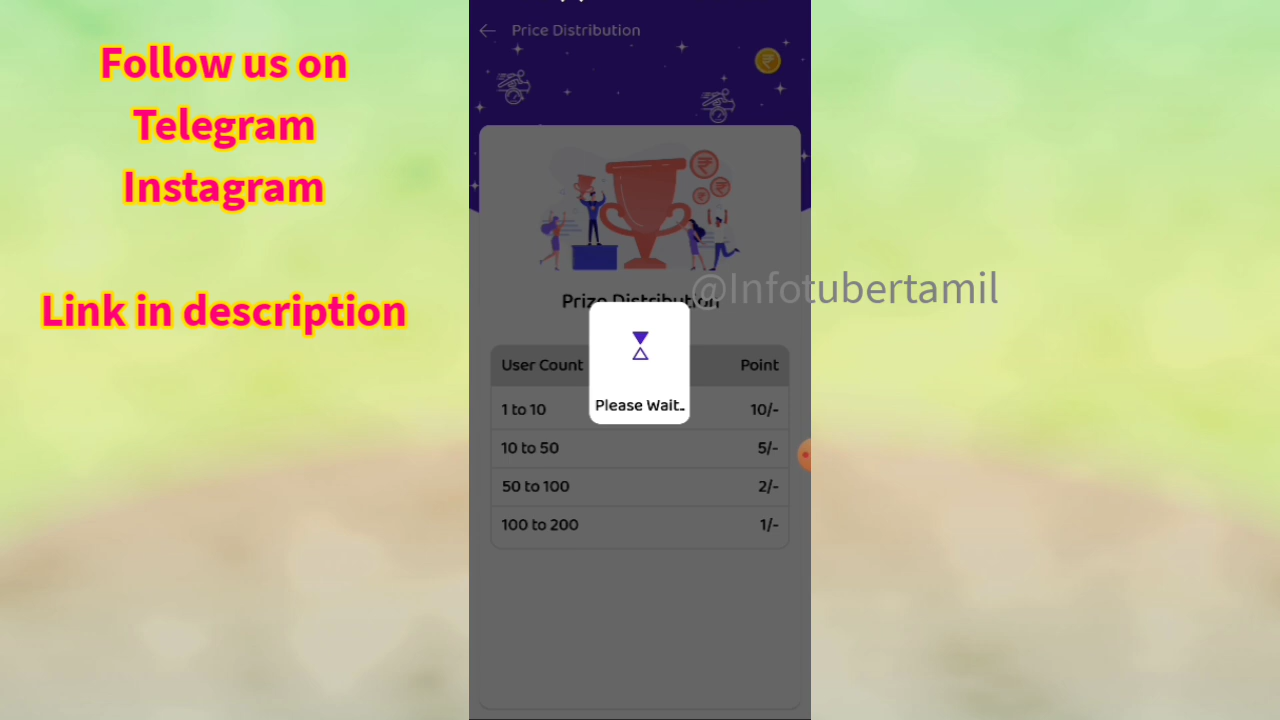 Follow us on
Telegram
Instagram
Link in description
Price Distribution
@Infotubertamil
Prize Distribution
User Count Point
Please Wait..
1 to 10 10/-
10 to 50 5/-
50 to 100 2/-
100 to 200 1/-